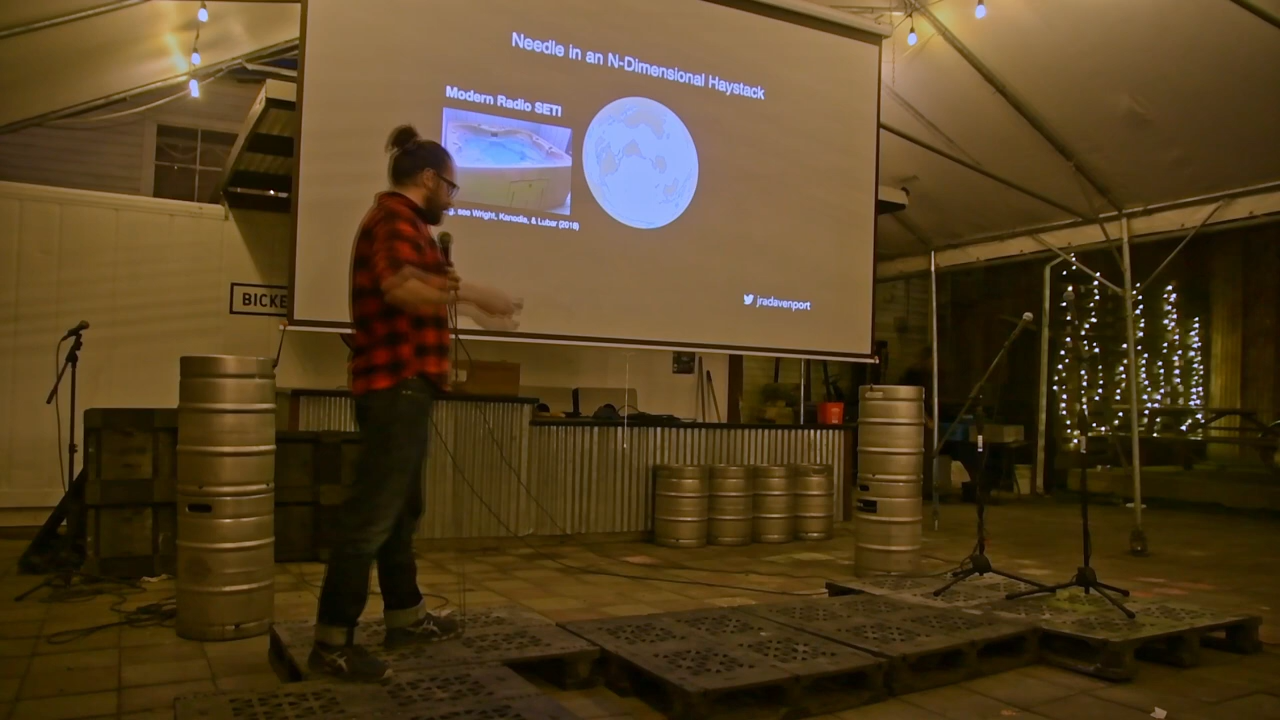 Needle in an N-Dimensional Haystack
Modern Radio SETI
g. see Wright, Kanodia, & Lubar (2018)
jradavenport
BICKE